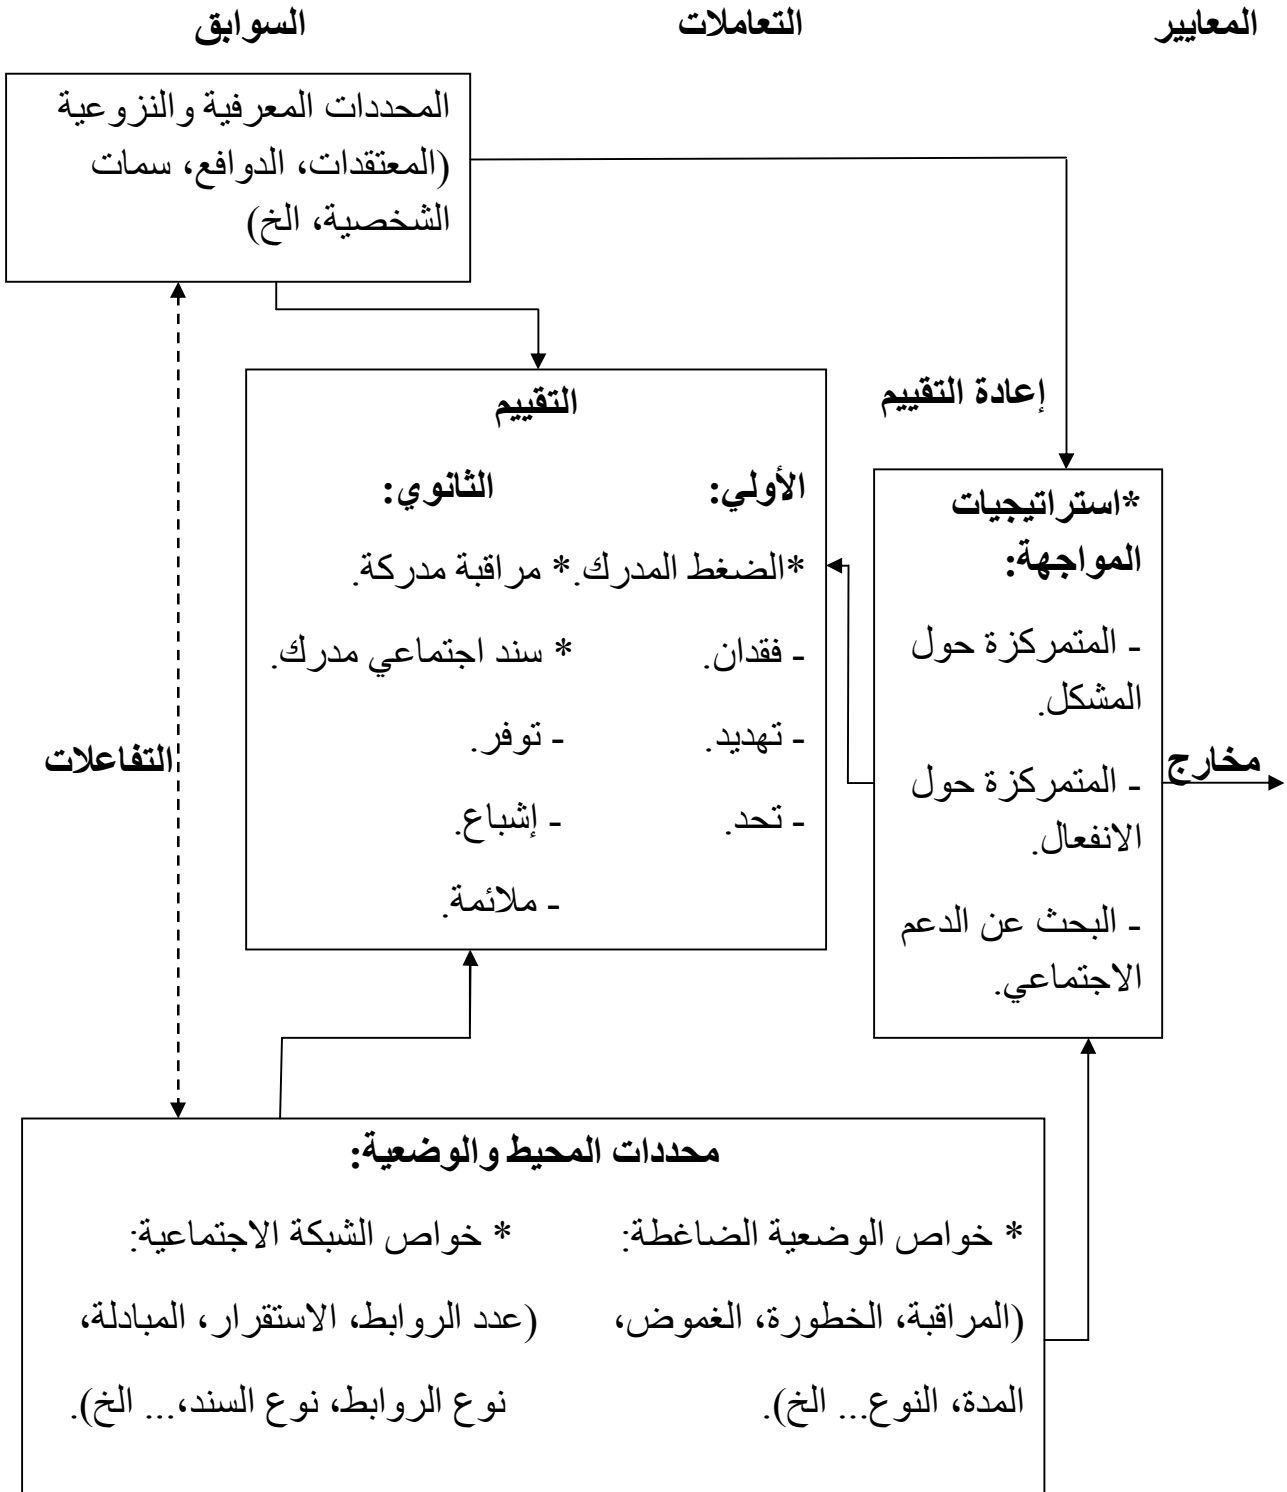 المعايير التعاملات السوابق
المحددات المعرفية والنزوعية
(المعتقدات، الدوافع، سمات
الشخصية، الخ)
إعادة التقييم
التقييم
الأولي: الثانوي:
*الضغط المدرك.* مراقبة مدركة.
- فقدان. * سند اجتماعي مدرك.
- تهديد. - توفر.
- تحد. - إشباع.
- ملائمة.
*استراتيجيات
المواجهة:
- المتمركزة حول
المشكل.
- المتمركزة حول
الانفعال.
- البحث عن الدعم
الاجتماعي.
مخارج
التفاعلات
محددات المحيط والوضعية:
* خواص الوضعية الضاغطة: * خواص الشبكة الاجتماعية:
(المراقبة، الخطورة، الغموض، (عدد الروابط، الاستقرار، المبادلة،
المدة، النوع... الخ). نوع الروابط، نوع السند،... الخ).